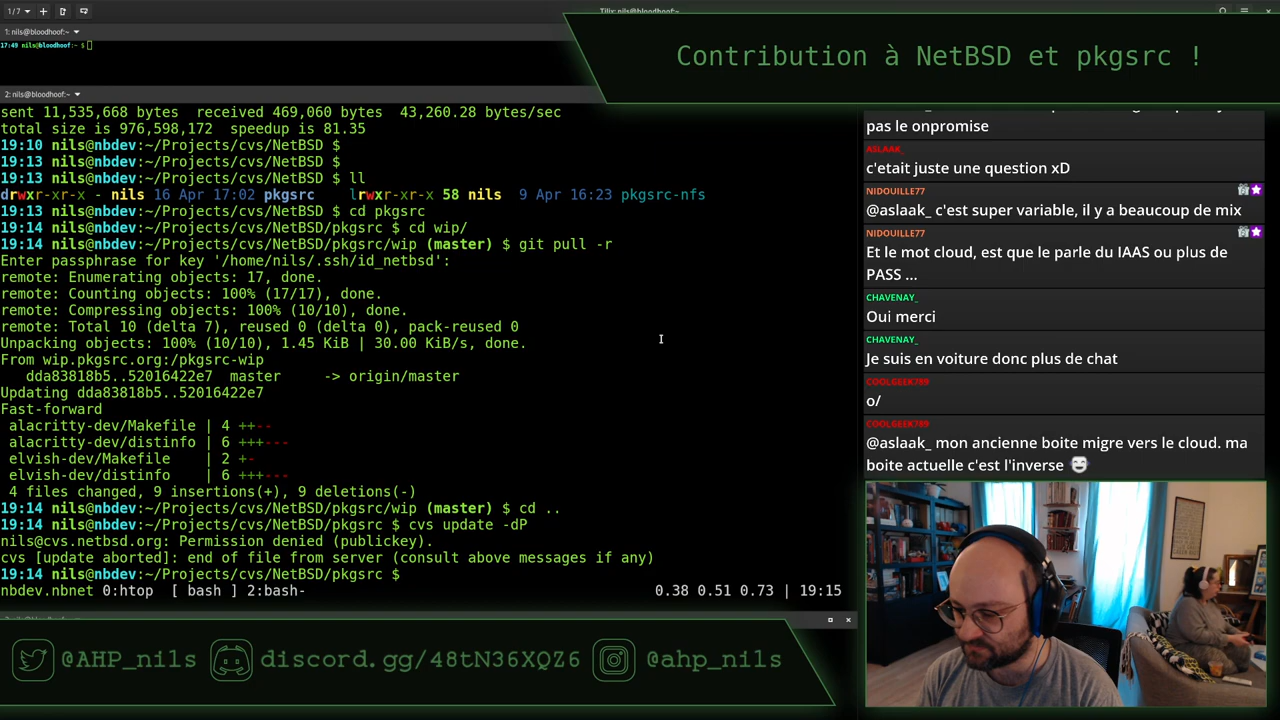 1/7
Tilix: nils@bloodhoof:~
1: nils@bloodhoof:~
17:49 nils@bloodhoof:~ $
Contribution à NetBSD et pkgsrc !
2: nils@bloodhoof:~
sent 11,535,668 bytes  received 469,060 bytes  43,260.28 bytes/sec
total size is 976,598,172  speedup is 81.35
19:10 nils@nbdev:~/Projects/cvs/NetBSD $
19:13 nils@nbdev:~/Projects/cvs/NetBSD $
19:13 nils@nbdev:~/Projects/cvs/NetBSD $ ll
drwxr-xr-x - nils 16 Apr 17:02 pkgsrc    lrwxr-xr-x 58 nils  9 Apr 16:23 pkgsrc-nfs
19:13 nils@nbdev:~/Projects/cvs/NetBSD $ cd pkgsrc
19:14 nils@nbdev:~/Projects/cvs/NetBSD/pkgsrc $ cd wip/
19:14 nils@nbdev:~/Projects/cvs/NetBSD/pkgsrc/wip (master) $ git pull -r
Enter passphrase for key '/home/nils/.ssh/id_netbsd':
remote: Enumerating objects: 17, done.
remote: Counting objects: 100% (17/17), done.
remote: Compressing objects: 100% (10/10), done.
remote: Total 10 (delta 7), reused 0 (delta 0), pack-reused 0
Unpacking objects: 100% (10/10), 1.45 KiB | 30.00 KiB/s, done.
From wip.pkgsrc.org:/pkgsrc-wip
   dda83818b5..52016422e7  master     -> origin/master
Updating dda83818b5..52016422e7
Fast-forward
 alacritty-dev/Makefile | 4 ++--
 alacritty-dev/distinfo | 6 +++---
 elvish-dev/Makefile    | 2 +-
 elvish-dev/distinfo    | 6 +++---
 4 files changed, 9 insertions(+), 9 deletions(-)
19:14 nils@nbdev:~/Projects/cvs/NetBSD/pkgsrc/wip (master) $ cd ..
19:14 nils@nbdev:~/Projects/cvs/NetBSD/pkgsrc $ cvs update -dP
nils@cvs.netbsd.org: Permission denied (publickey).
cvs [update aborted]: end of file from server (consult above messages if any)
19:14 nils@nbdev:~/Projects/cvs/NetBSD/pkgsrc $
nbdev.nbnet 0:htop  [ bash ] 2:bash-                    0.38 0.51 0.73 | 19:15
pas le onpromise
ASLAAK_
c'etait juste une question xD
NIDOUILLE77
@aslaak_ c'est super variable, il y a beaucoup de mix
NIDOUILLE77
Et le mot cloud, est que le parle du IAAS ou plus de
PASS ...
CHAVENAY_
Oui merci
CHAVENAY_
Je suis en voiture donc plus de chat
COOLGEEK789
o/
COOLGEEK789
@aslaak_ mon ancienne boite migre vers le cloud. ma
boite actuelle c'est l'inverse
@AHP_nils discord.gg/48tN36XQZ6 @ahp_nils